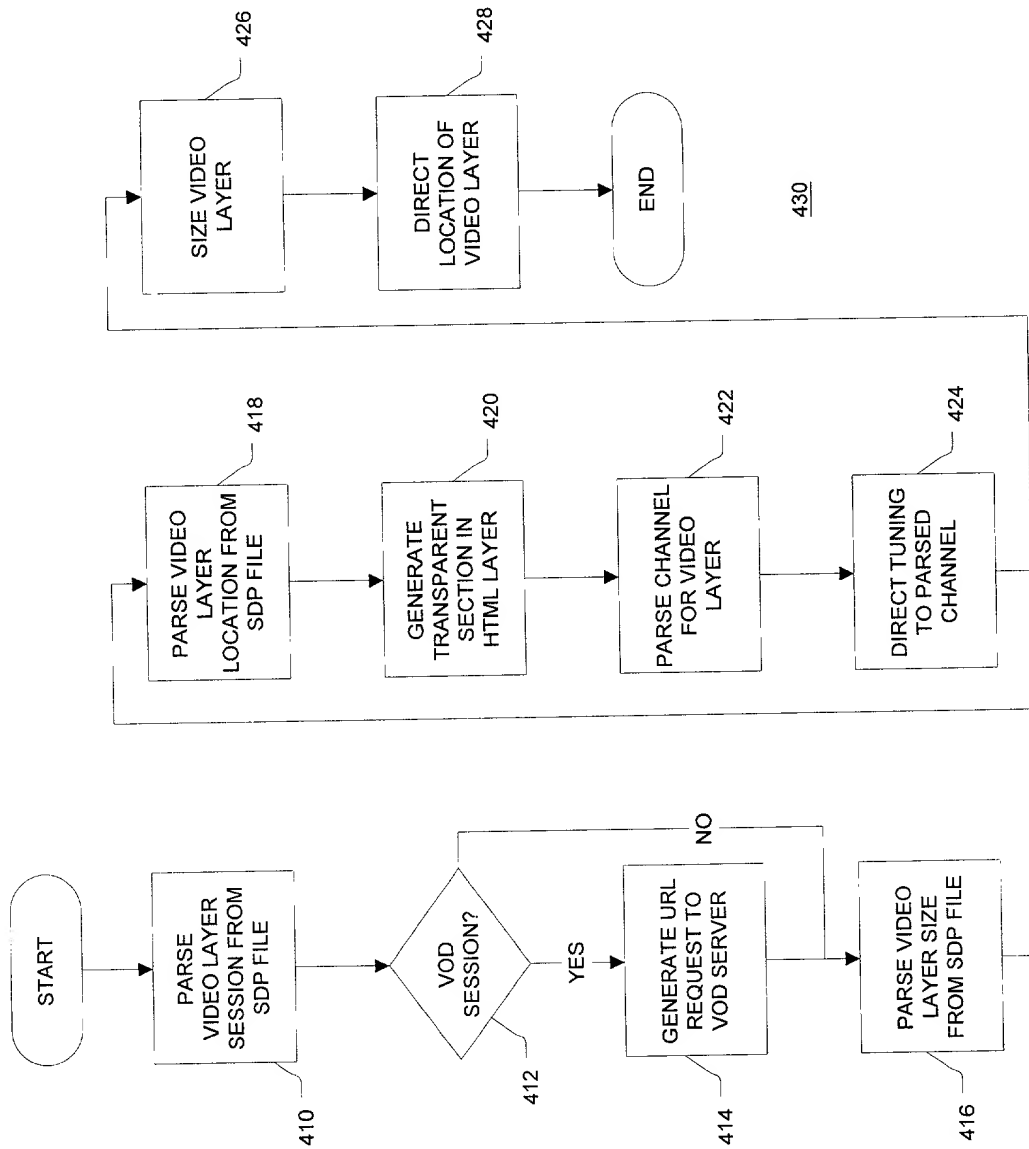 START
PARSE
VIDEO LAYER
SESSION FROM
SDP FILE
410
VOD
SESSION?
412
YES
NO
GENERATE URL
REQUEST TO
VOD SERVER
414
PARSE VIDEO
LAYER SIZE
FROM SDP FILE
416
PARSE VIDEO
LAYER
LOCATION FROM
SDP FILE
418
GENERATE
TRANSPARENT
SECTION IN
HTML LAYER
420
PARSE CHANNEL
FOR VIDEO
LAYER
422
DIRECT TUNING
TO PARSED
CHANNEL
424
SIZE VIDEO
LAYER
426
DIRECT
LOCATION OF
VIDEO LAYER
428
END
430